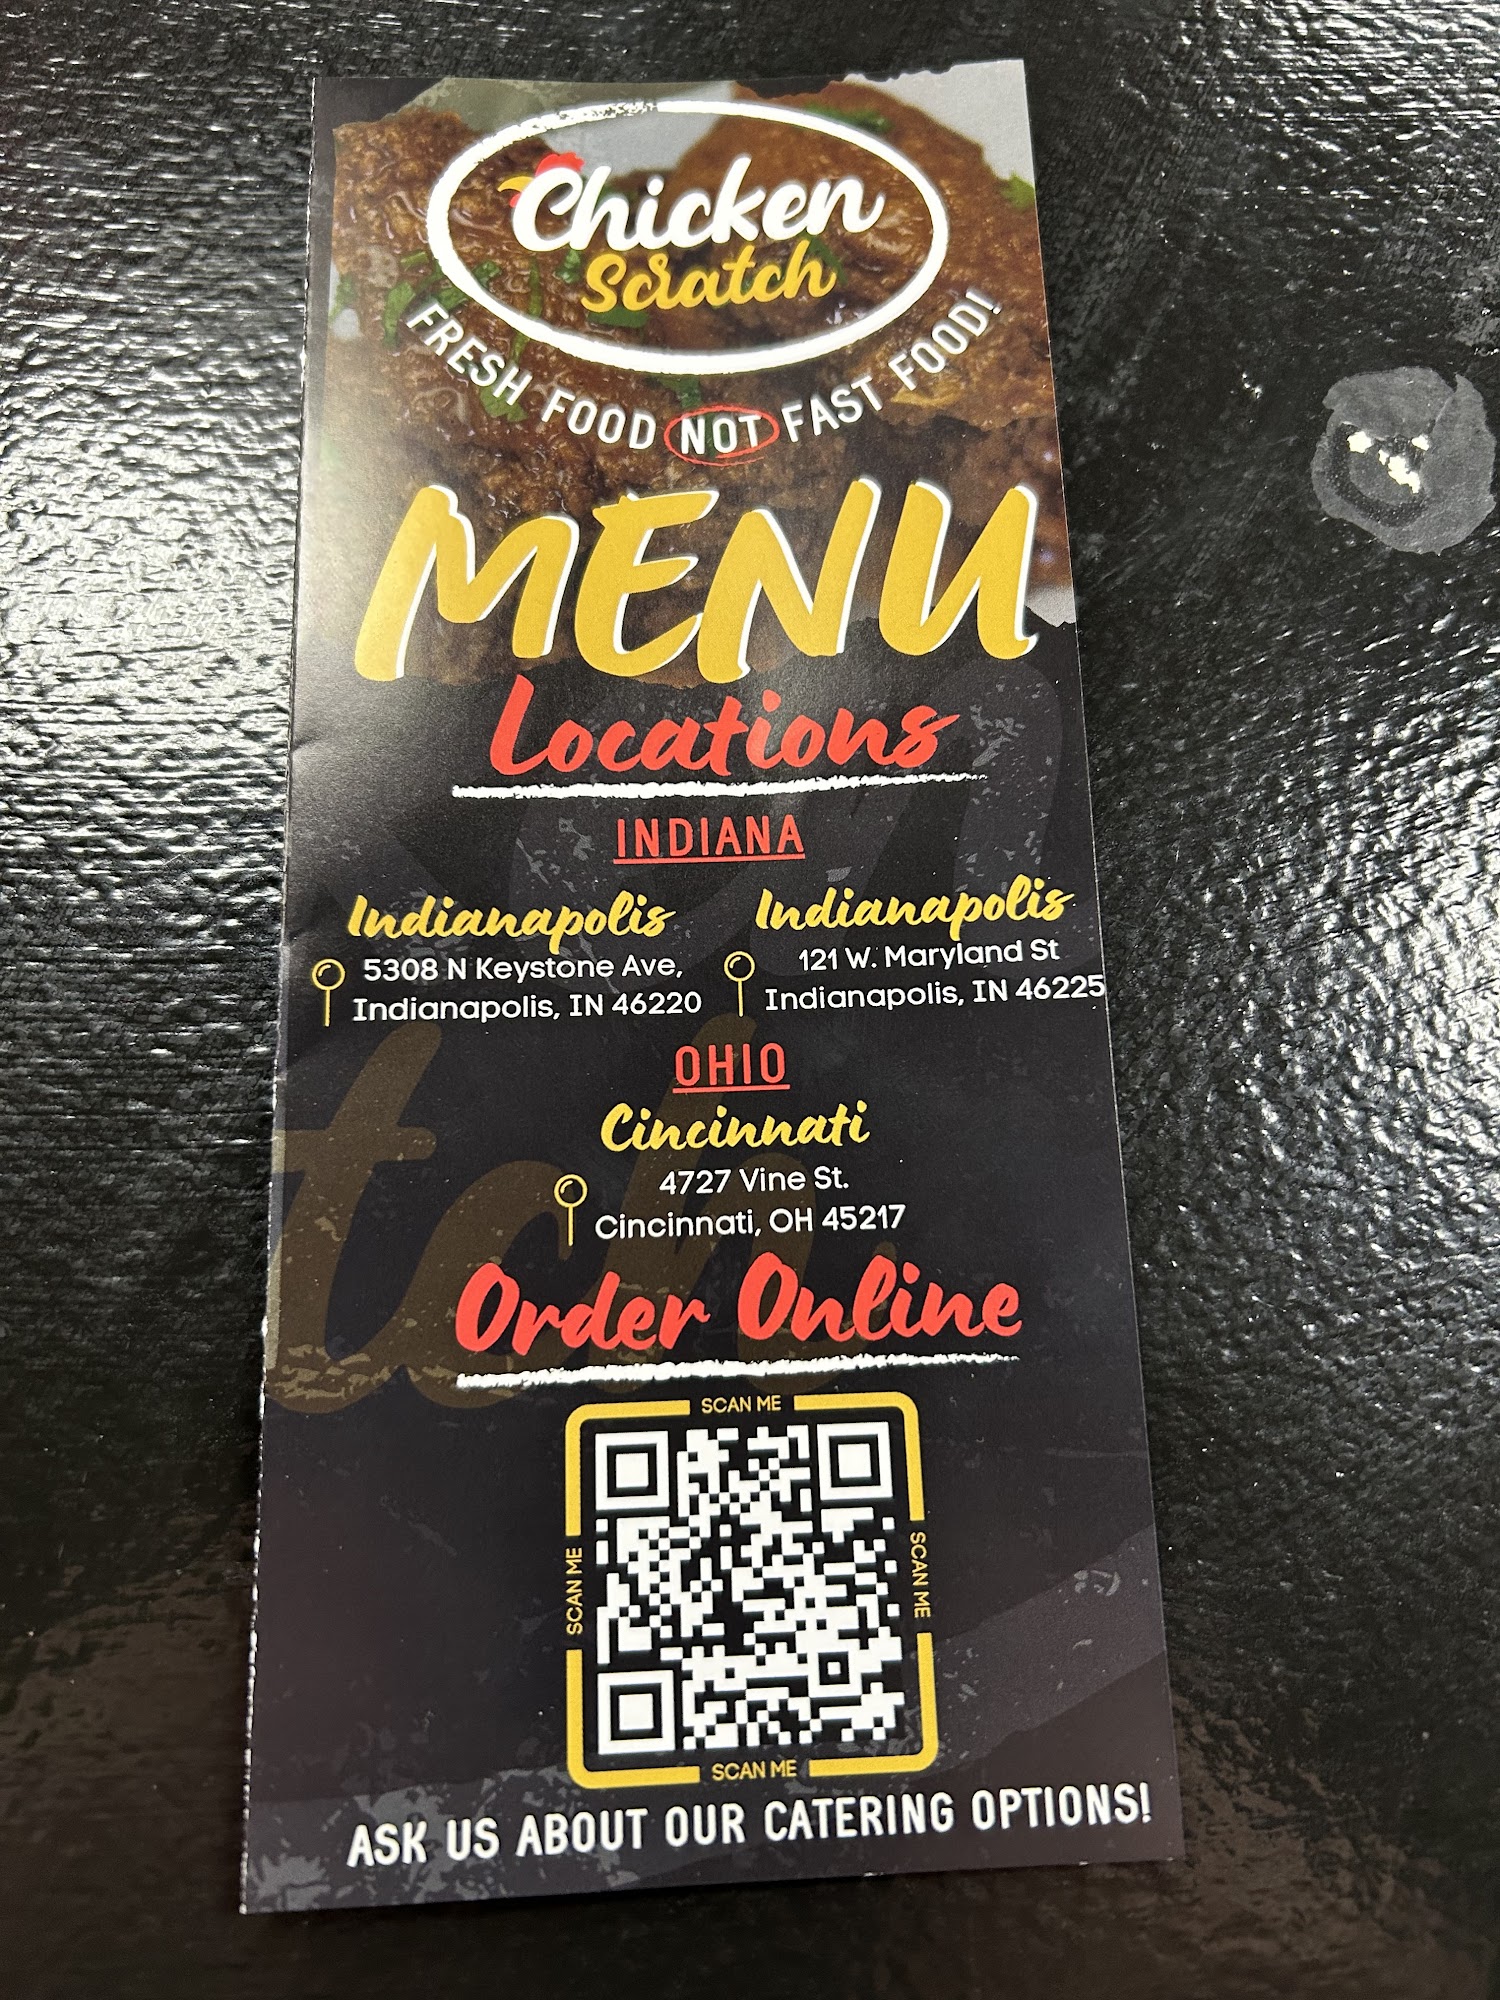 Chicken
Scratch
FRESH FOOD NOT FAST FOOD!
MENU
Locations
INDIANA
Indianapolis
5308 N Keystone Ave,
Indianapolis, IN 46220
Indianapolis
121 W. Maryland St
Indianapolis, IN 46225
OHIO
Cincinnati
4727 Vine St.
Cincinnati, OH 45217
Order Online
SCAN ME
SCAN ME
SCAN ME
SCAN ME
ASK US ABOUT OUR CATERING OPTIONS!